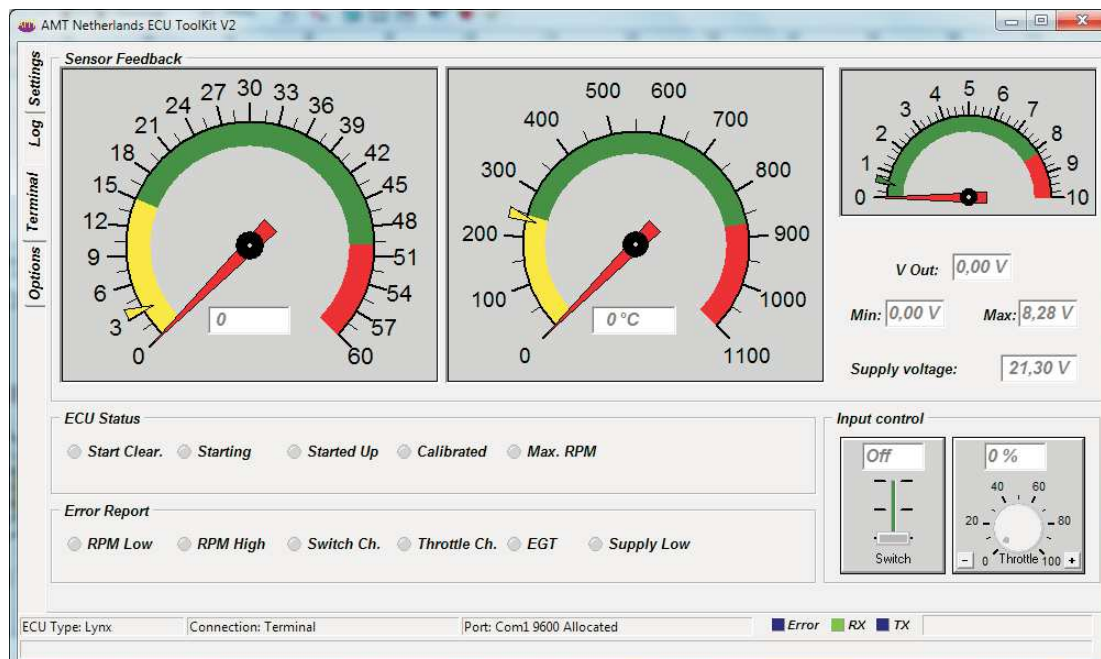 AMT Netherlands ECU ToolKit V2
Settings
Log
Terminal
Options
Sensor Feedback
0
3
6
9
12
15
18
21
24
27
30
33
36
39
42
45
48
51
54
57
60
0
0
100
200
300
400
500
600
700
800
900
1000
1100
0 °C
0
1
2
3
4
5
6
7
8
9
10
V Out: 0,00 V
Min: 0,00 V Max: 8,28 V
Supply voltage: 21,30 V
ECU Status
Start Clear. Starting Started Up Calibrated Max. RPM
Error Report
RPM Low RPM High Switch Ch. Throttle Ch. EGT Supply Low
Input control
Off
Switch
0 %
0
20
40
60
80
100
- Throttle +
ECU Type: Lynx Connection: Terminal Port: Com1 9600 Allocated Error RX TX